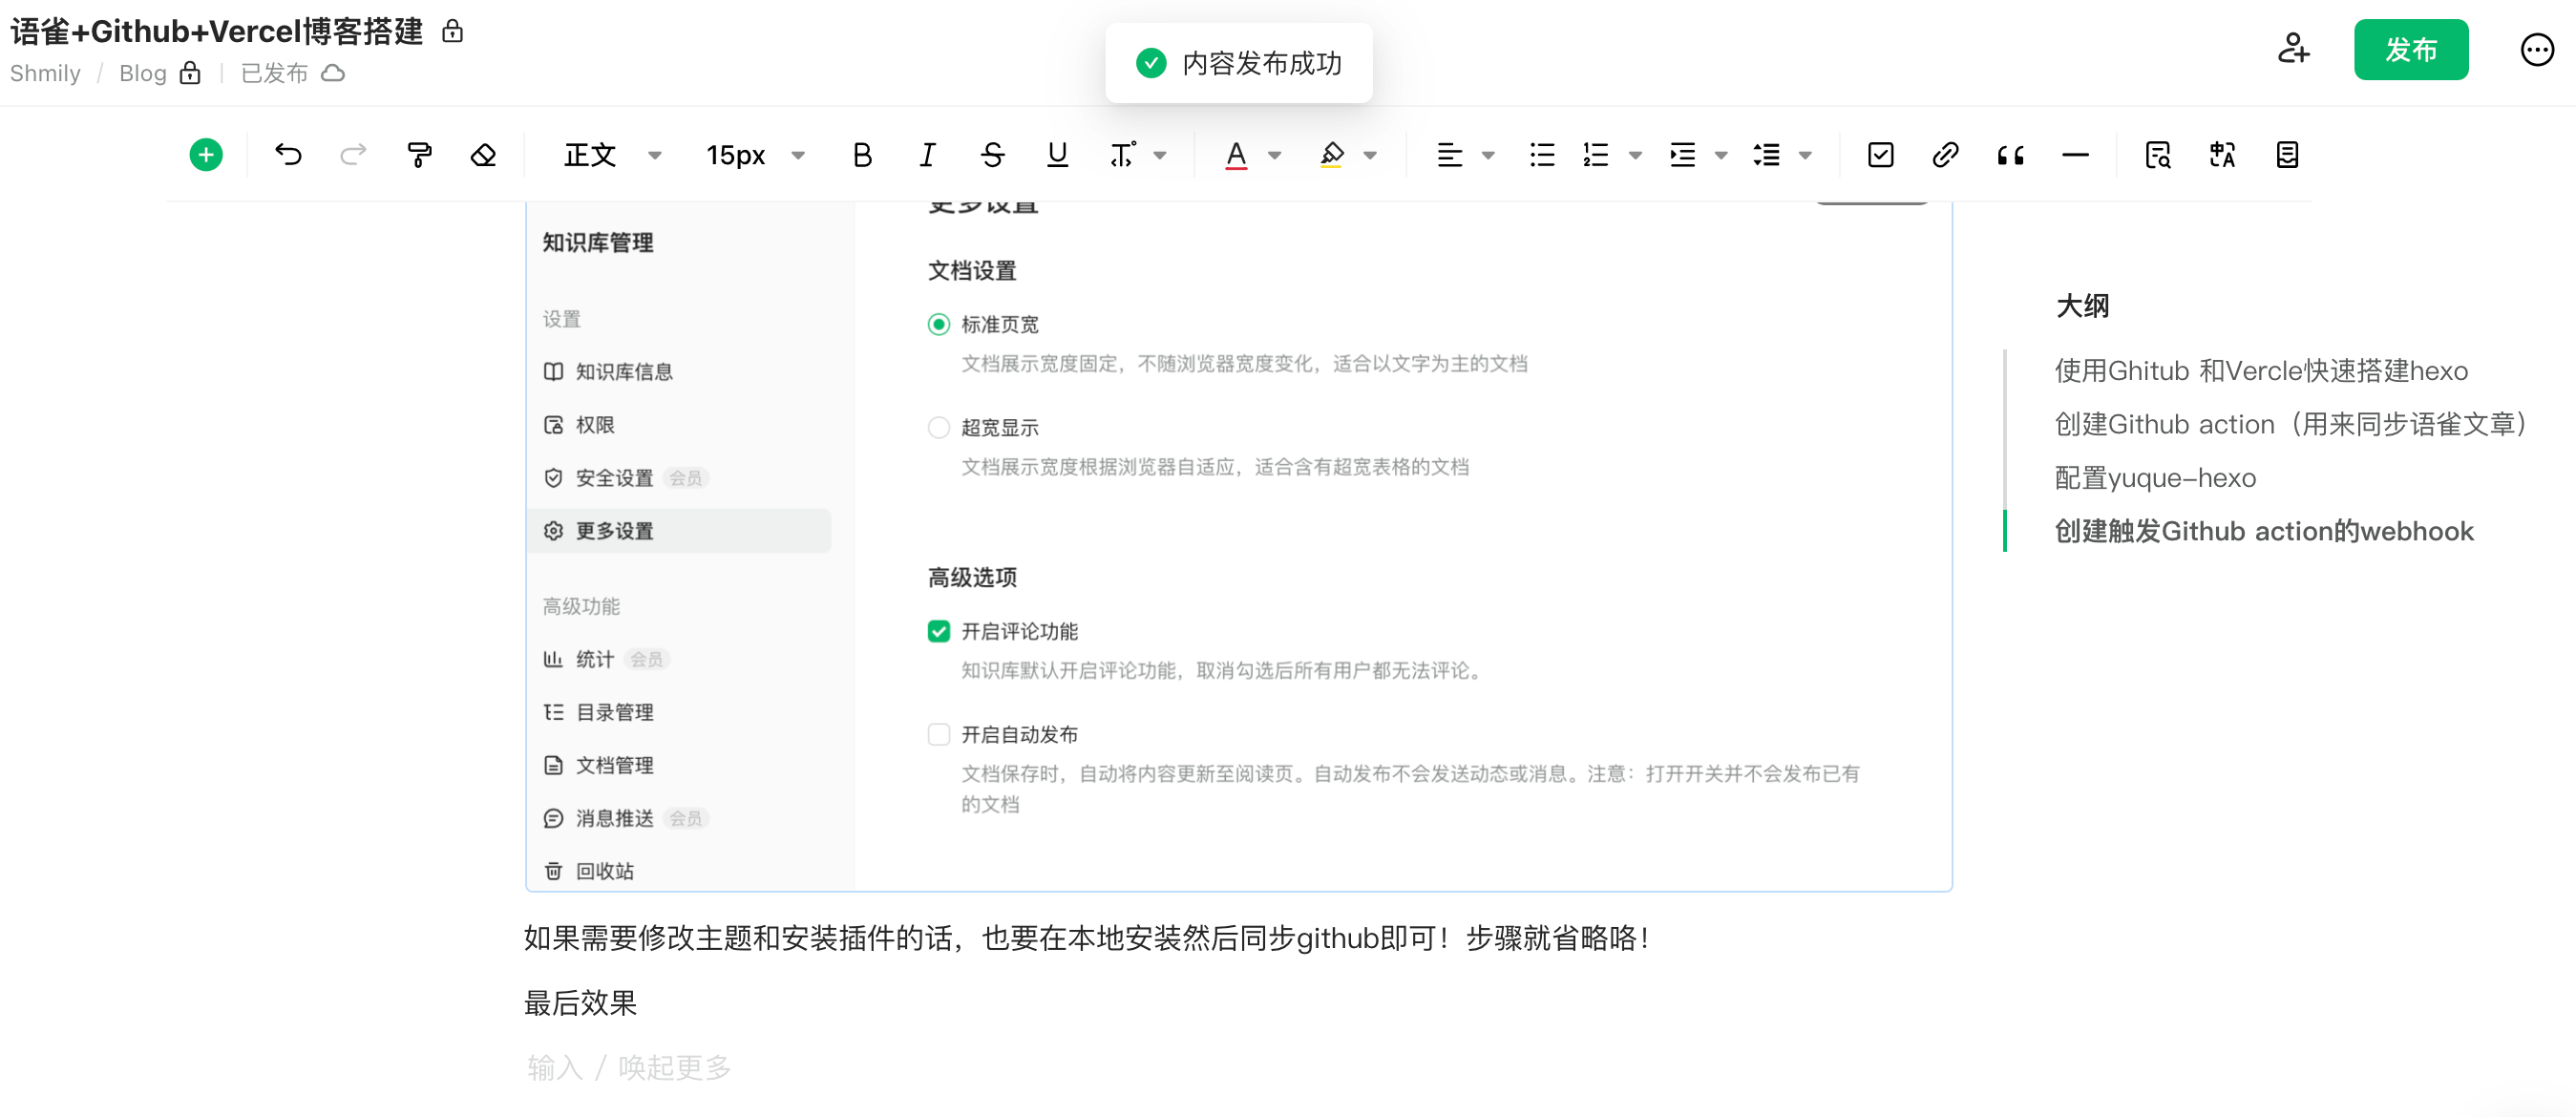 语雀+Github+Vercel博客搭建
Shmily / Blog | 已发布
内容发布成功
发布
正文 15px
更多设置
知识库管理
设置
知识库信息
权限
安全设置 会员
更多设置
高级功能
统计 会员
目录管理
文档管理
消息推送 会员
回收站
文档设置
标准页宽
文档展示宽度固定，不随浏览器宽度变化，适合以文字为主的文档
超宽显示
文档展示宽度根据浏览器自适应，适合含有超宽表格的文档
高级选项
开启评论功能
知识库默认开启评论功能，取消勾选后所有用户都无法评论。
开启自动发布
文档保存时，自动将内容更新至阅读页。自动发布不会发送动态或消息。注意：打开开关并不会发布已有
的文档
如果需要修改主题和安装插件的话，也要在本地安装然后同步github即可！步骤就省略咯！
最后效果
输入 / 唤起更多
大纲
使用Ghitub 和Vercle快速搭建hexo
创建Github action（用来同步语雀文章）
配置yuque-hexo
创建触发Github action的webhook